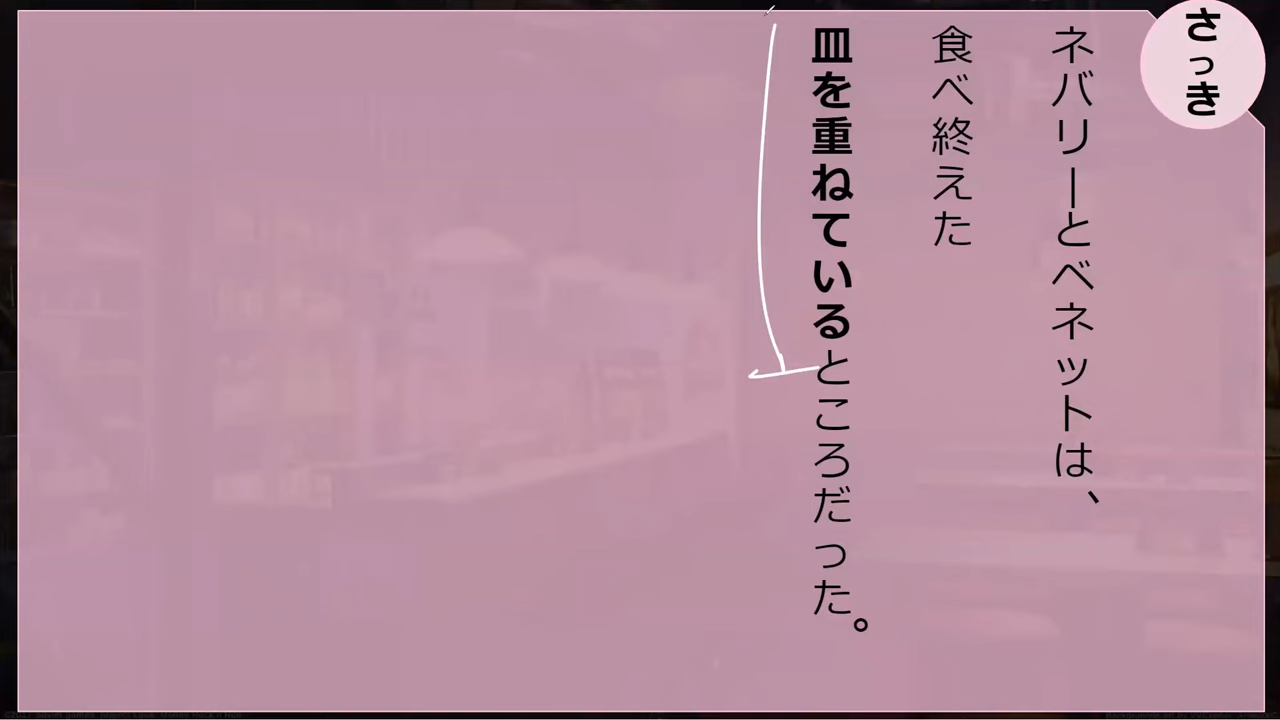 さっき
ネバリーとベネットは、
食べ終えた
皿を重ねているところだった。